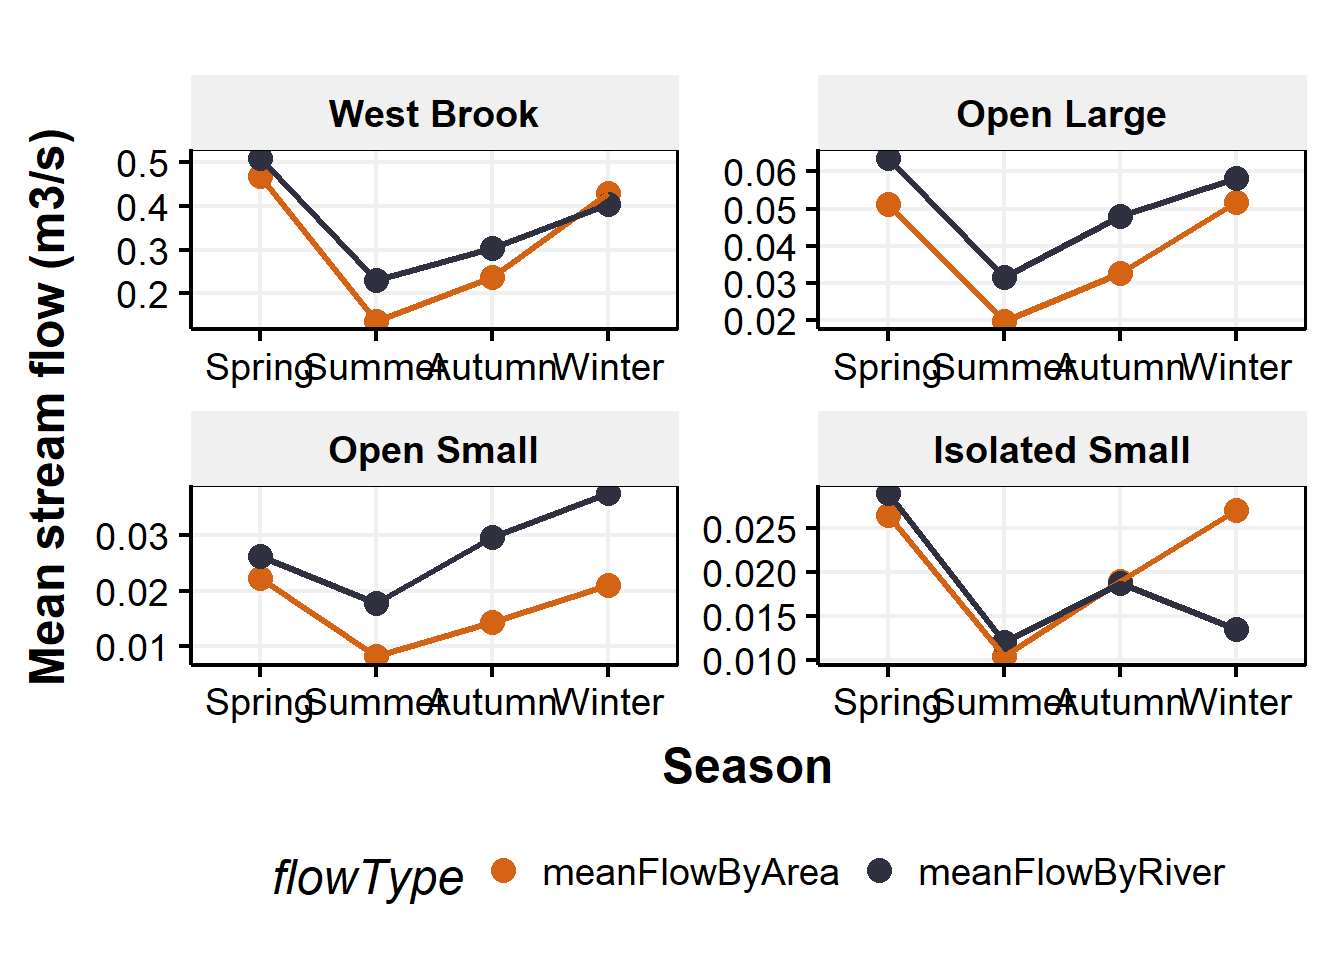 Mean stream flow (m3/s)
West Brook
0.5
0.4
0.3
0.2
Spring Summer Autumn Winter
Open Large
0.06
0.05
0.04
0.03
0.02
Spring Summer Autumn Winter
Open Small
0.03
0.02
0.01
Spring Summer Autumn Winter
Isolated Small
0.025
0.020
0.015
0.010
Spring Summer Autumn Winter
Season
flowType meanFlowByArea meanFlowByRiver